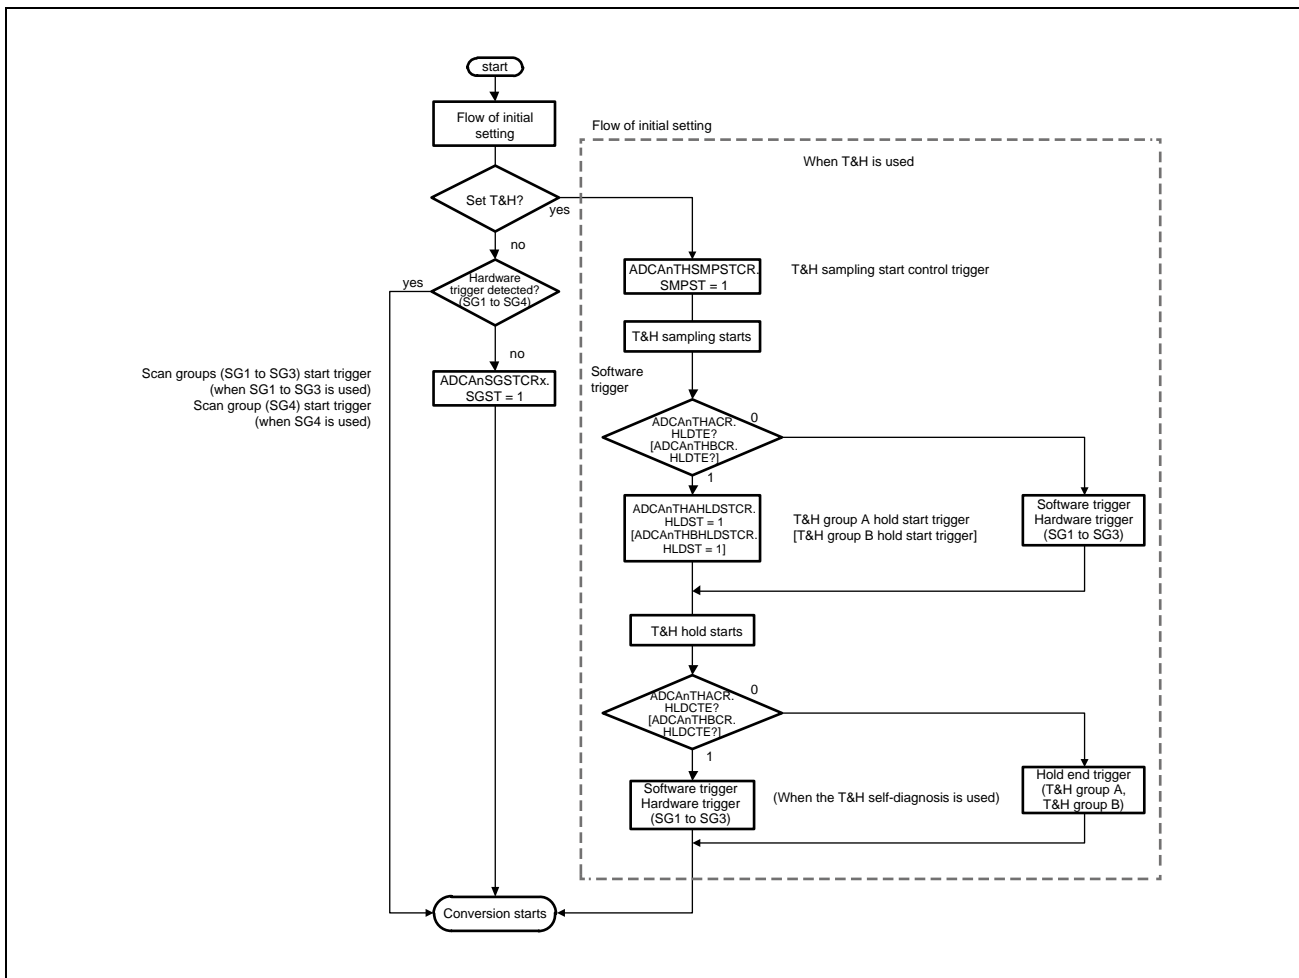 start
Flow of initial
setting
Flow of initial setting
When T&H is used
Set T&H?
yes
no
Hardware
trigger detected?
(SG1 to SG4)
yes
no
ADCAnTHSMPSTCR.
SMPST = 1
T&H sampling start control trigger
T&H sampling starts
Scan groups (SG1 to SG3) start trigger
(when SG1 to SG3 is used)
Scan group (SG4) start trigger
(when SG4 is used)
ADCAnSGSTCRx.
SGST = 1
Software
trigger
ADCAnTHACR.
HLDTE?
[ADCAnTHBCR.
HLDTE?]
0
1
ADCAnTHAHLDSTCR.
HLDST = 1
[ADCAnTHBHLDSTCR.
HLDST = 1]
T&H group A hold start trigger
[T&H group B hold start trigger]
Software trigger
Hardware trigger
(SG1 to SG3)
T&H hold starts
ADCAnTHACR.
HLDCTE?
[ADCAnTHBCR.
HLDCTE?]
0
1
Software trigger
Hardware trigger
(SG1 to SG3)
(When the T&H self-diagnosis is used)
Hold end trigger
(T&H group A,
T&H group B)
Conversion starts